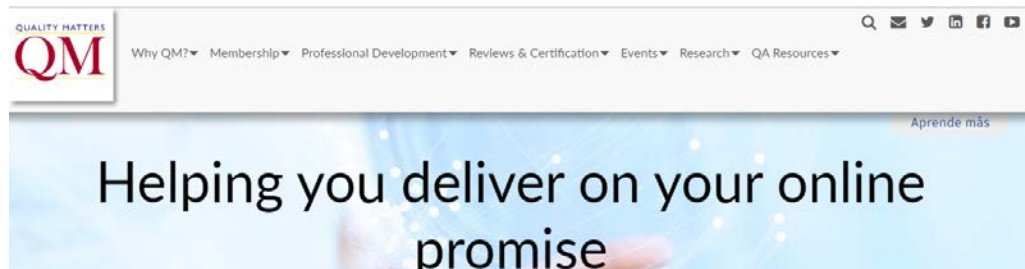 QUALITY MATTERS
QM
Why QM? Membership Professional Development Reviews & Certification Events Research QA Resources
Aprende más
Helping you deliver on your online
promise